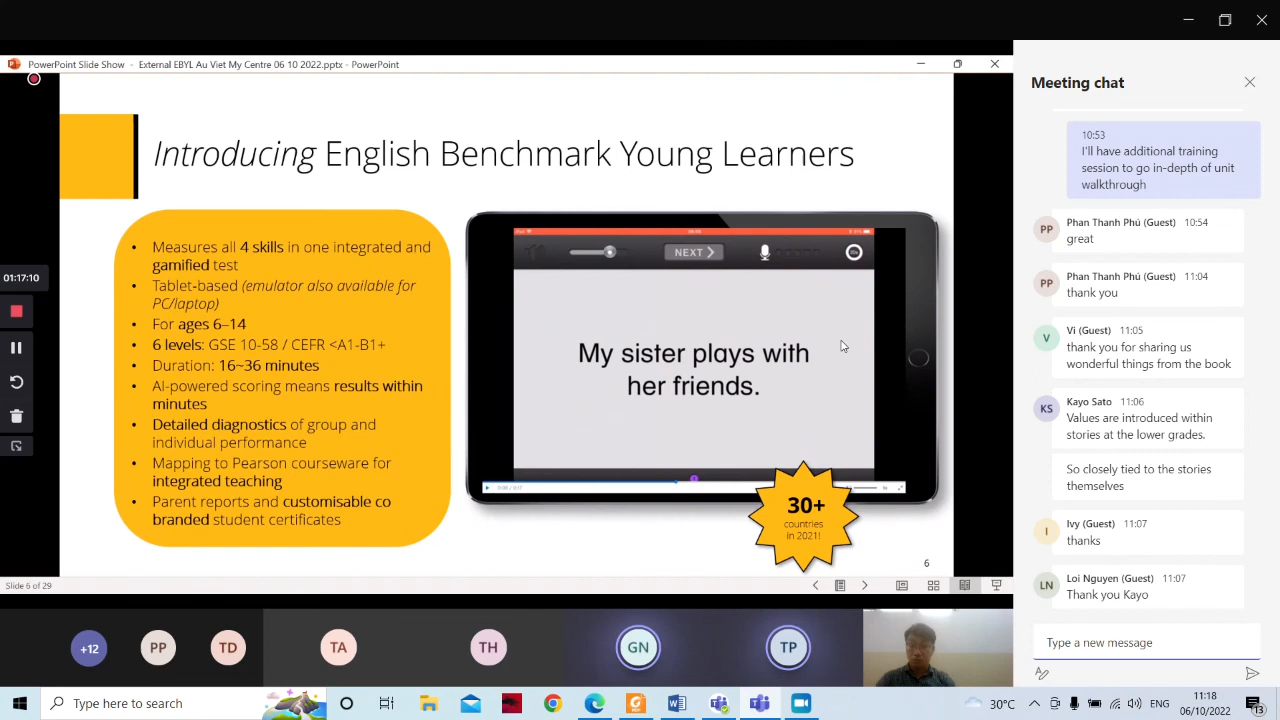 PowerPoint Slide Show - External EBYL Au Viet My Centre 06 10 2022.pptx - PowerPoint
Introducing English Benchmark Young Learners
• Measures all 4 skills in one integrated and
gamified test
• Tablet-based (emulator also available for
PC/laptop)
• For ages 6–14
• 6 levels: GSE 10-58 / CEFR <A1-B1+
• Duration: 16~36 minutes
• AI-powered scoring means results within
minutes
• Detailed diagnostics of group and
individual performance
• Mapping to Pearson courseware for
integrated teaching
• Parent reports and customisable co
branded student certificates
NEXT
My sister plays with
her friends.
30+
countries
in 2021!
6
Slide 6 of 29
01:17:10
+12
PP
TD
TA
TH
GN
TP
Meeting chat
10:53
I'll have additional training
session to go in-depth of unit
walkthrough
PP
Phan Thanh Phú (Guest) 10:54
great
PP
Phan Thanh Phú (Guest) 11:04
thank you
V
Vi (Guest) 11:05
thank you for sharing us
wonderful things from the book
KS
Kayo Sato 11:06
Values are introduced within
stories at the lower grades.
So closely tied to the stories
themselves
I
Ivy (Guest) 11:07
thanks
LN
Loi Nguyen (Guest) 11:07
Thank you Kayo
Type a new message
Type here to search
30°C
ENG
11:18
06/10/2022
13